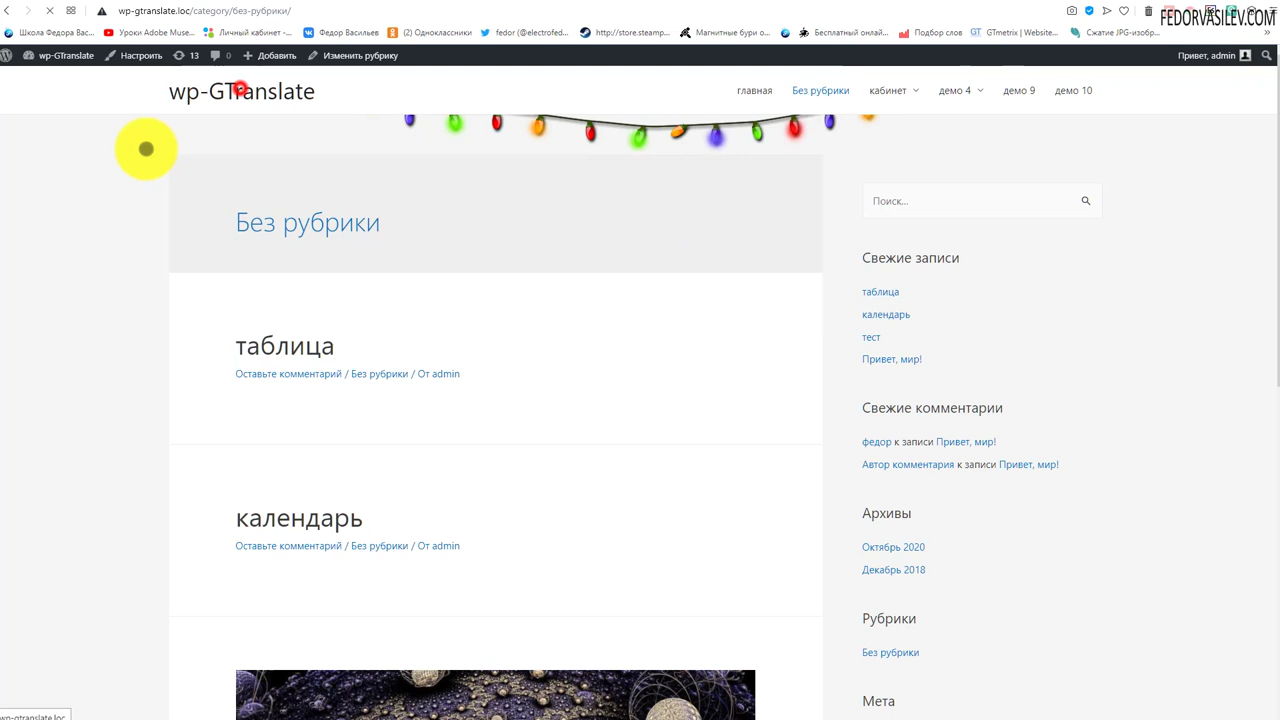 wp-gtranslate.loc/category/без-рубрики/
FEDORVASILEV.COM
Школа Федора Вас... Уроки Adobe Muse... Личный кабинет -... Федор Васильев (2) Одноклассники fedor (@electrofed... http://store.steamp... Магнитные бури о... Бесплатный онлай... Подбор слов GTmetrix | Website... Сжатие JPG-изобр...
wp-GTranslate Настроить 13 0 Добавить Изменить рубрику Привет, admin
wp-GTranslate главная Без рубрики кабинет демо 4 демо 9 демо 10
Без рубрики
Поиск...
Свежие записи
таблица
календарь
тест
Привет, мир!
таблица
Оставьте комментарий / Без рубрики / От admin
Свежие комментарии
федор к записи Привет, мир!
Автор комментария к записи Привет, мир!
календарь
Оставьте комментарий / Без рубрики / От admin
Архивы
Октябрь 2020
Декабрь 2018
Рубрики
Без рубрики
Мета
wp-gtranslate.loc